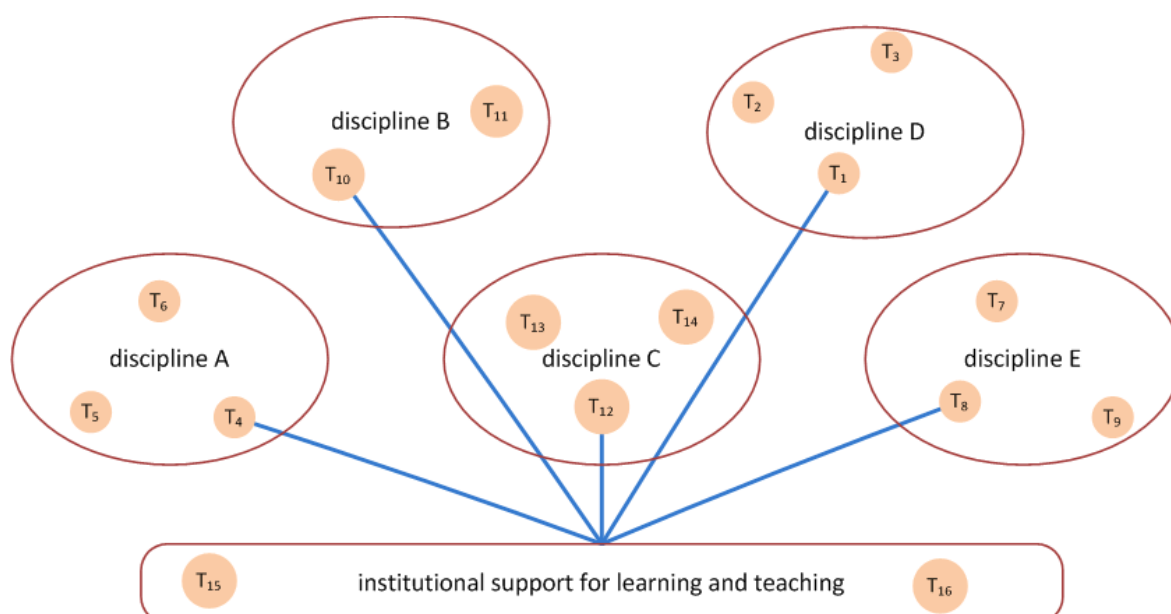 discipline B
T11
T10
T3
T2
discipline D
T1
T6
discipline A
T5
T4
T13
T14
discipline C
T12
T7
discipline E
T8
T9
T15
institutional support for learning and teaching
T16